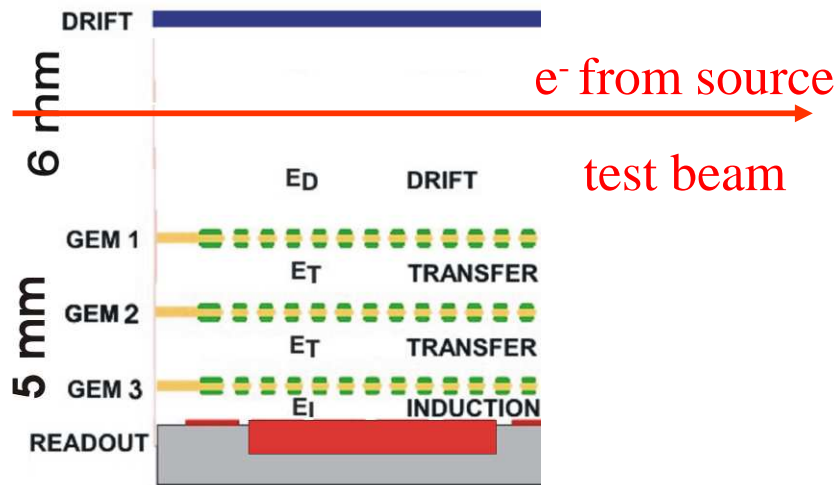 DRIFT
6 mm
e- from source
test beam
ED DRIFT
GEM 1
ET TRANSFER
GEM 2
ET TRANSFER
5 mm
GEM 3
EI INDUCTION
READOUT